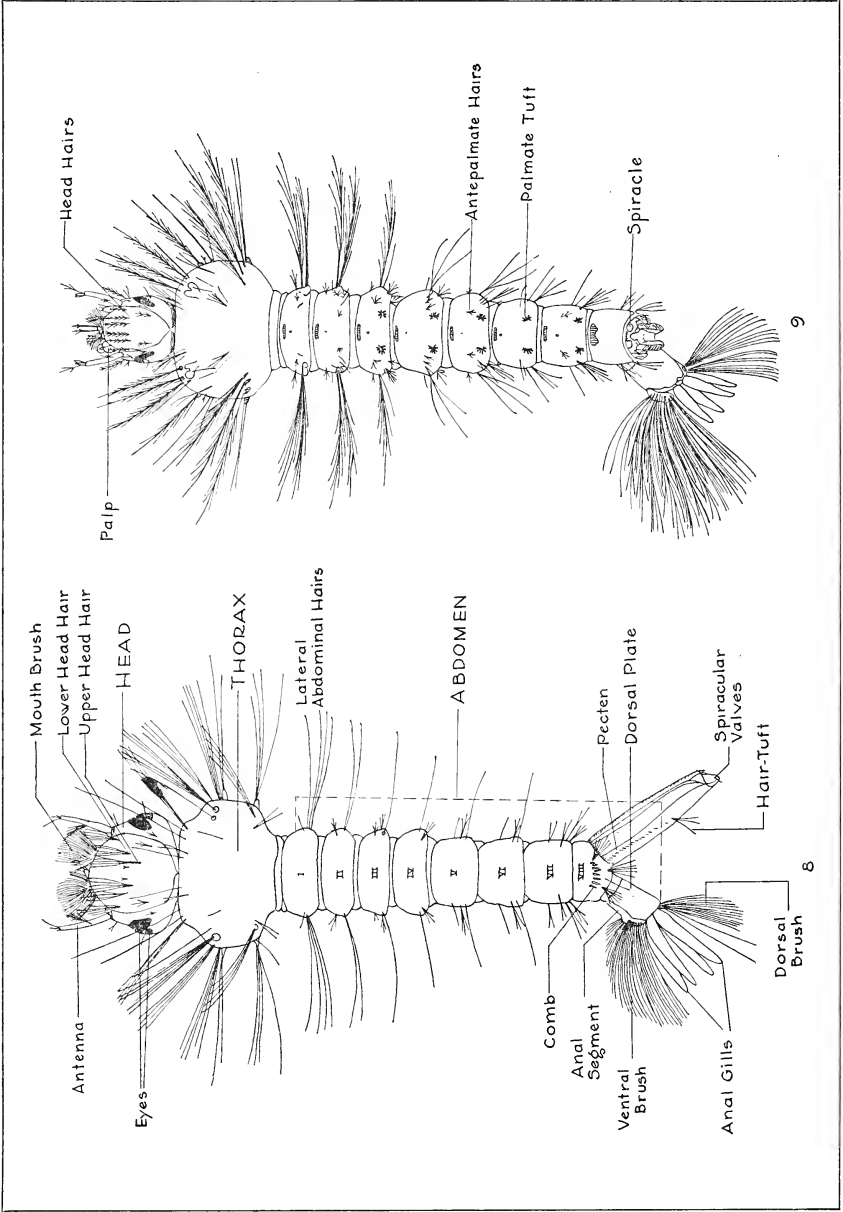 Mouth Brush
Lower Head Hair
Upper Head Hair
HEAD
THORAX
Lateral
Abdominal Hairs
ABDOMEN
Pecten
Dorsal Plate
Spiracular
Valves
Hair-Tuft
Antenna
Eyes
Comb
Anal
Segment
Ventral
Brush
Anal Gills
Dorsal
Brush
I
II
III
IV
V
VI
VII
VIII
8
Head Hairs
Palp
Antepalmate Hairs
Palmate Tuft
Spiracle
9